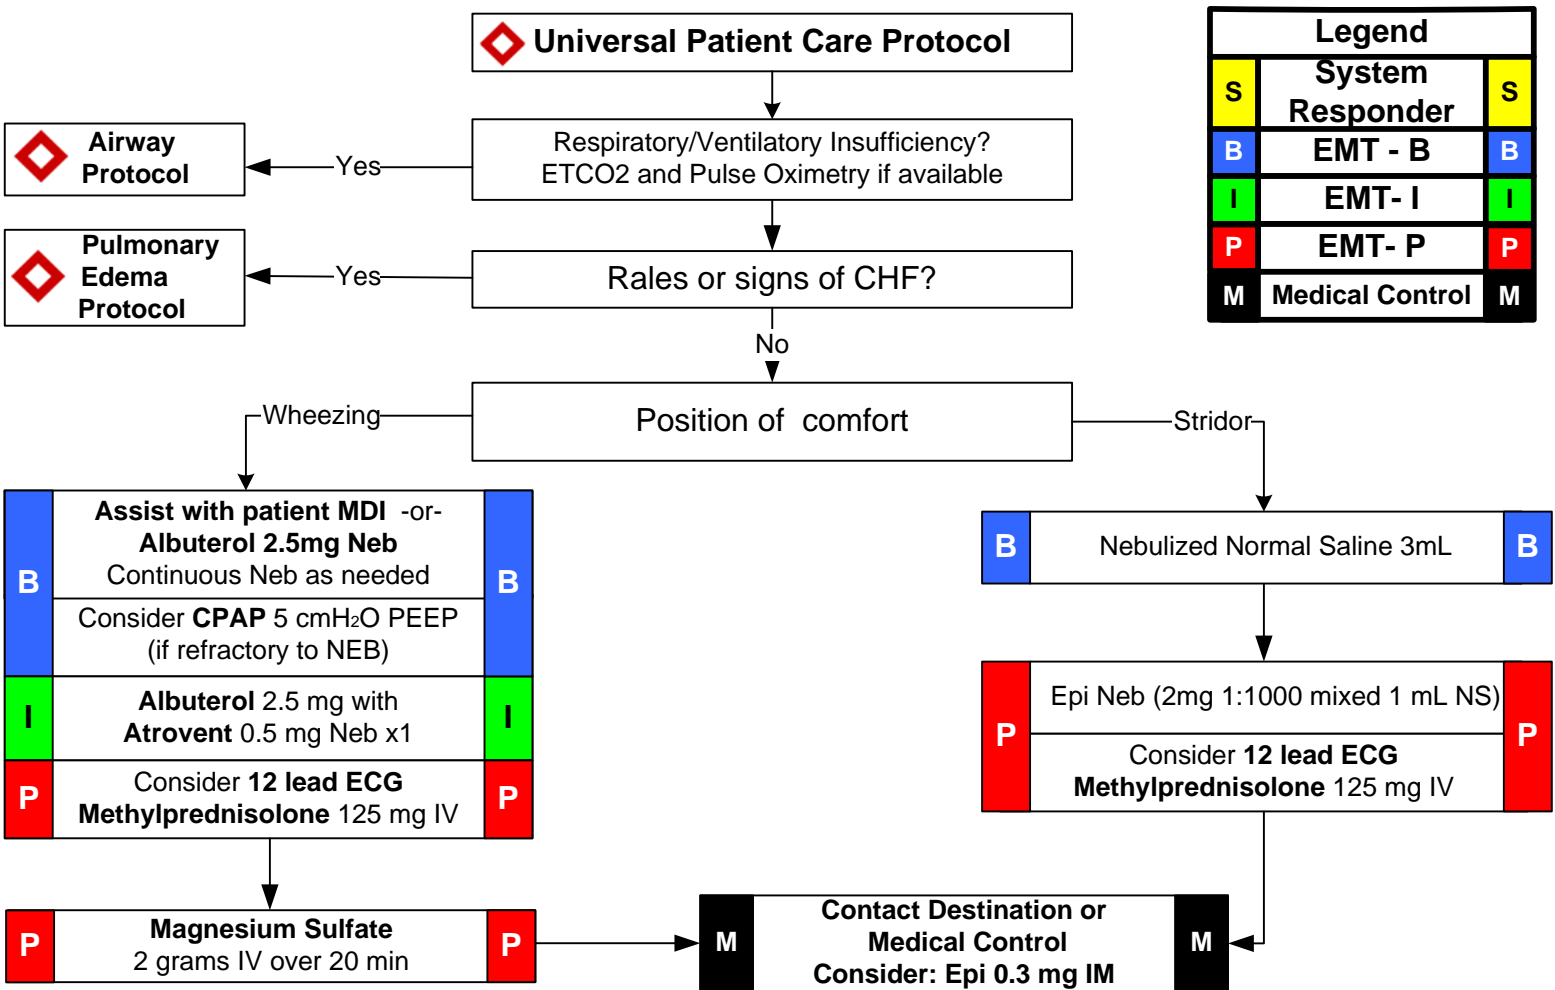 Universal Patient Care Protocol
Legend
S
System
Responder
S
B
EMT - B
B
I
EMT- I
I
P
EMT- P
P
M
Medical Control
M
Airway
Protocol
Yes
Respiratory/Ventilatory Insufficiency?
ETCO2 and Pulse Oximetry if available
Pulmonary
Edema
Protocol
Yes
Rales or signs of CHF?
No
Position of  comfort
Wheezing
Stridor
B
Assist with patient MDI  -or-
Albuterol 2.5mg Neb
Continuous Neb as needed
Consider CPAP 5 cmH₂O PEEP
(if refractory to NEB)
B
I
Albuterol 2.5 mg with
Atrovent 0.5 mg Neb x1
I
P
Consider 12 lead ECG
Methylprednisolone 125 mg IV
P
P
Magnesium Sulfate
2 grams IV over 20 min
P
B
Nebulized Normal Saline 3mL
B
P
Epi Neb (2mg 1:1000 mixed 1 mL NS)
Consider 12 lead ECG
Methylprednisolone 125 mg IV
P
M
Contact Destination or
Medical Control
Consider: Epi 0.3 mg IM
M